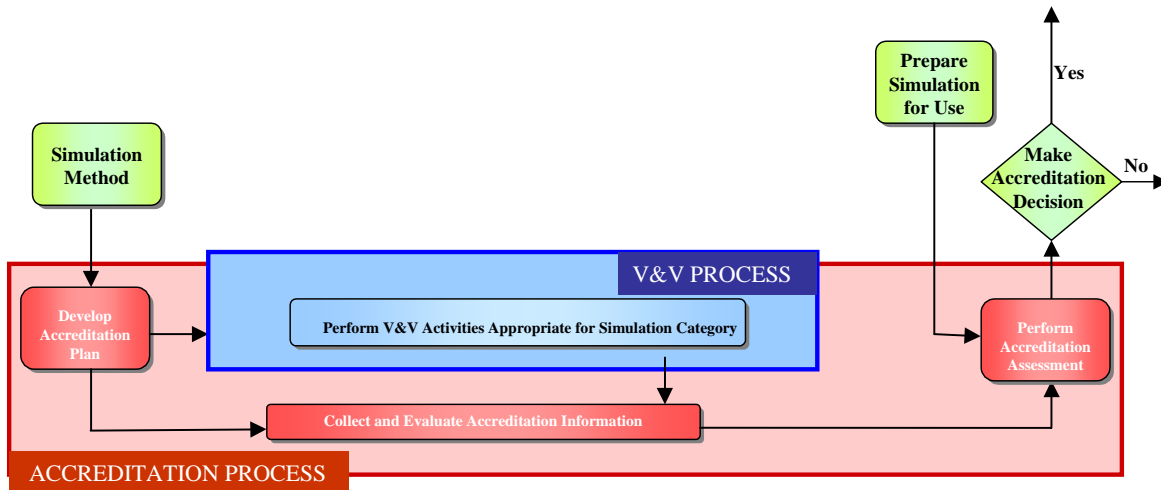 Simulation
Method
Prepare
Simulation
for Use
Yes
Make
Accreditation
Decision
No
V&V PROCESS
Develop
Accreditation
Plan
Perform V&V Activities Appropriate for Simulation Category
Perform
Accreditation
Assessment
Collect and Evaluate Accreditation Information
ACCREDITATION PROCESS